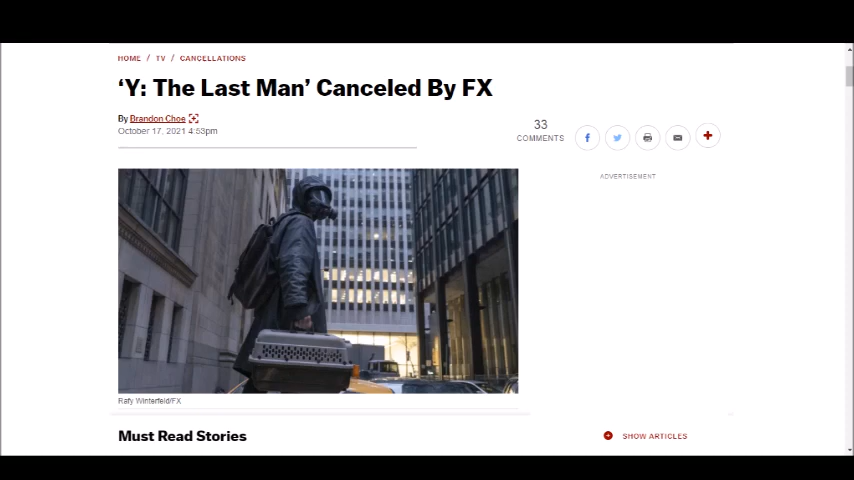 HOME / TV / CANCELLATIONS
‘Y: The Last Man’ Canceled By FX
By Brandon Choe
October 17, 2021 4:53pm
33
COMMENTS
ADVERTISEMENT
Rafy Winterfeld/FX
Must Read Stories
SHOW ARTICLES